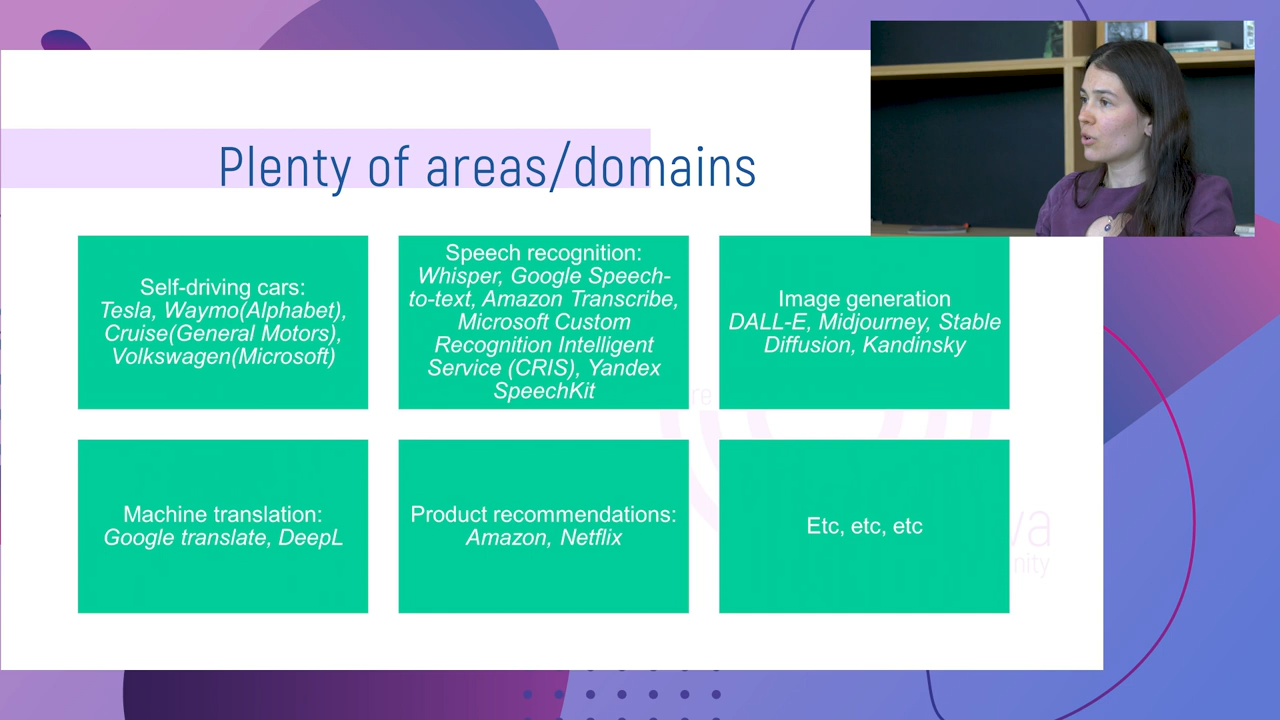 Plenty of areas/domains
Self-driving cars:
Tesla, Waymo(Alphabet),
Cruise(General Motors),
Volkswagen(Microsoft)
Speech recognition:
Whisper, Google Speech-
to-text, Amazon Transcribe,
Microsoft Custom
Recognition Intelligent
Service (CRIS), Yandex
SpeechKit
Image generation
DALL-E, Midjourney, Stable
Diffusion, Kandinsky
Machine translation:
Google translate, DeepL
Product recommendations:
Amazon, Netflix
Etc, etc, etc